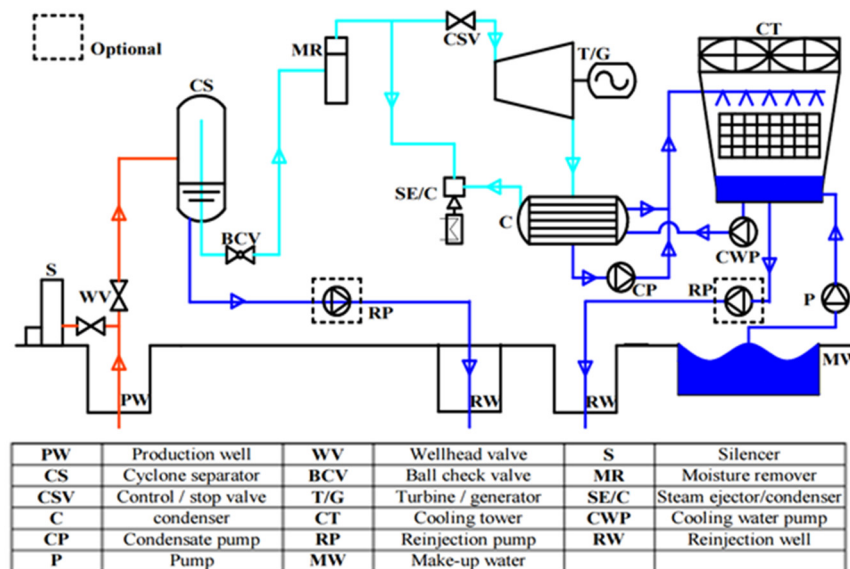 Optional
MR
CSV
T/G
CT
CS
SE/C
BCV
C
CWP
S
WV
RP
CP
RP
P
PW
RW
RW
MW
PW Production well WV Wellhead valve S Silencer
CS Cyclone separator BCV Ball check valve MR Moisture remover
CSV Control / stop valve T/G Turbine / generator SE/C Steam ejector/condenser
C condenser CT Cooling tower CWP Cooling water pump
CP Condensate pump RP Reinjection pump RW Reinjection well
P Pump MW Make-up water